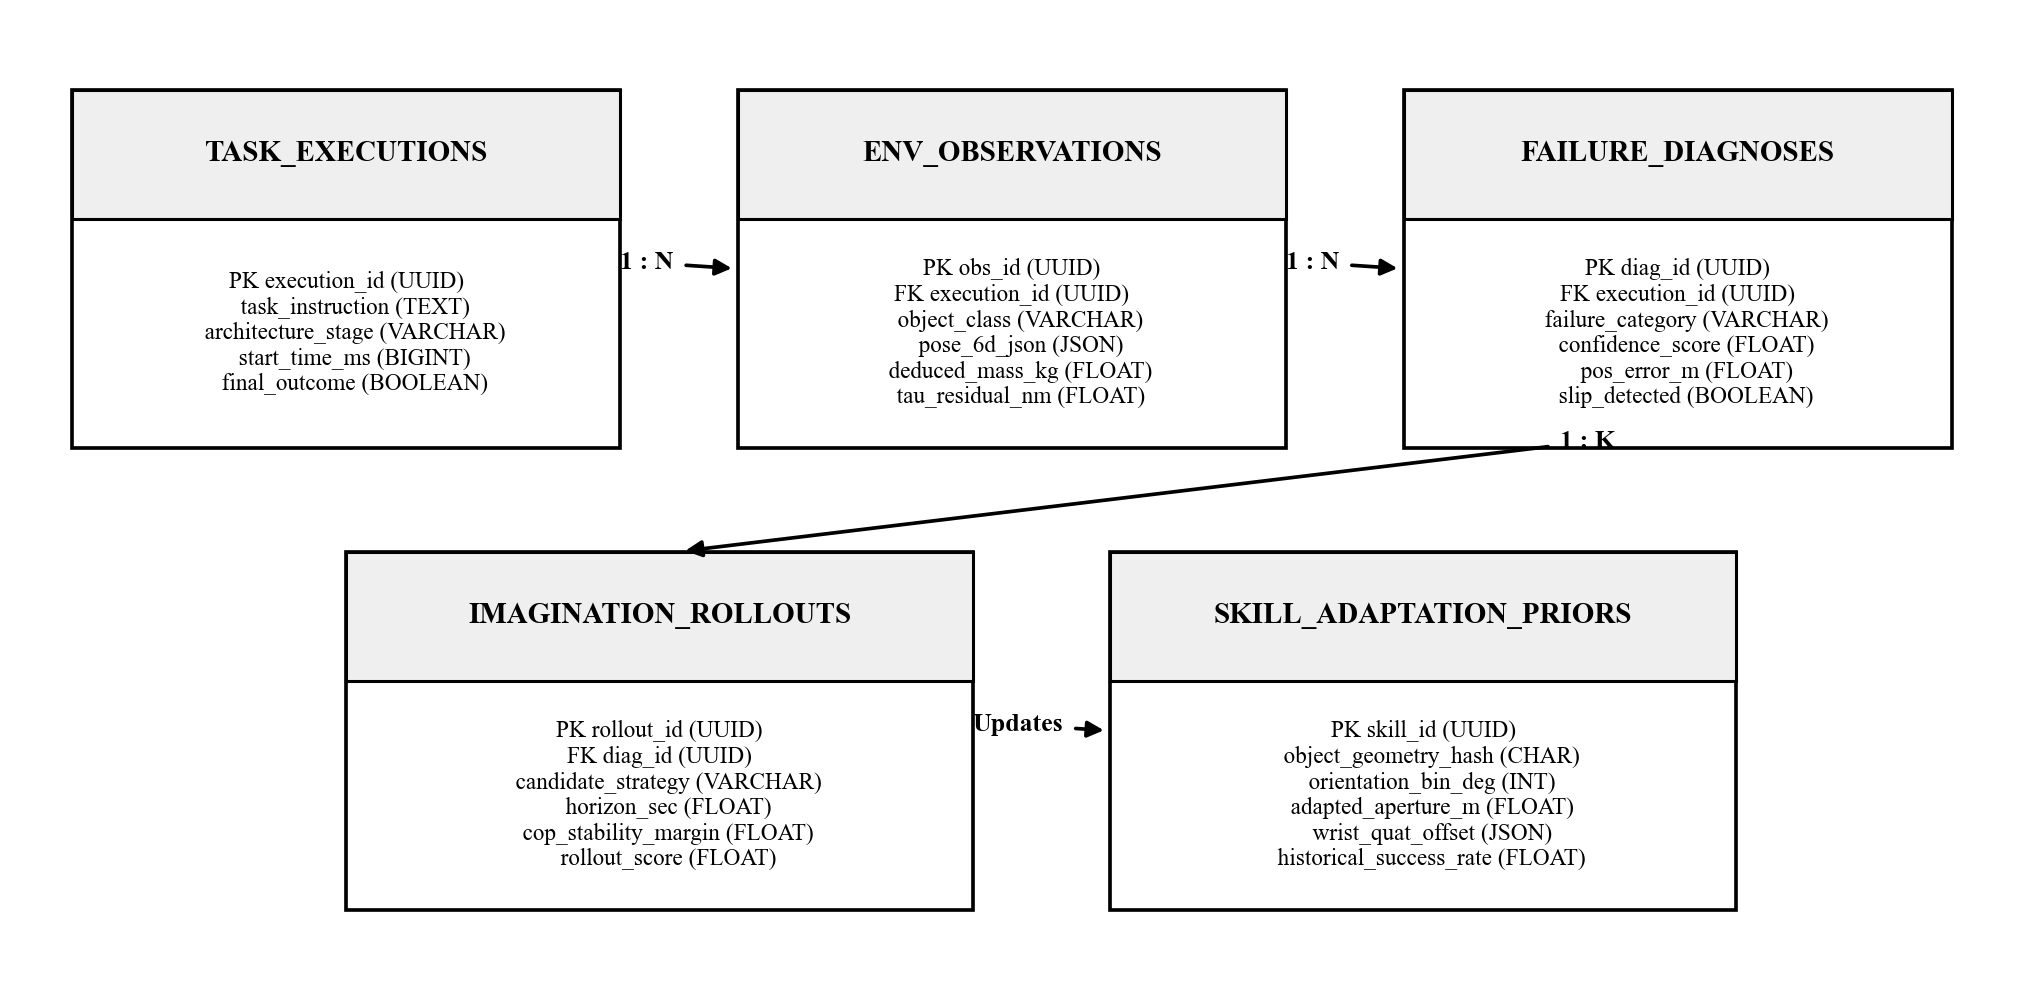 TASK_EXECUTIONS
PK execution_id (UUID)
task_instruction (TEXT)
architecture_stage (VARCHAR)
start_time_ms (BIGINT)
final_outcome (BOOLEAN)
1 : N
ENV_OBSERVATIONS
PK obs_id (UUID)
FK execution_id (UUID)
object_class (VARCHAR)
pose_6d_json (JSON)
deduced_mass_kg (FLOAT)
tau_residual_nm (FLOAT)
1 : N
FAILURE_DIAGNOSES
PK diag_id (UUID)
FK execution_id (UUID)
failure_category (VARCHAR)
confidence_score (FLOAT)
pos_error_m (FLOAT)
slip_detected (BOOLEAN)
1 : K
IMAGINATION_ROLLOUTS
PK rollout_id (UUID)
FK diag_id (UUID)
candidate_strategy (VARCHAR)
horizon_sec (FLOAT)
cop_stability_margin (FLOAT)
rollout_score (FLOAT)
Updates
SKILL_ADAPTATION_PRIORS
PK skill_id (UUID)
object_geometry_hash (CHAR)
orientation_bin_deg (INT)
adapted_aperture_m (FLOAT)
wrist_quat_offset (JSON)
historical_success_rate (FLOAT)